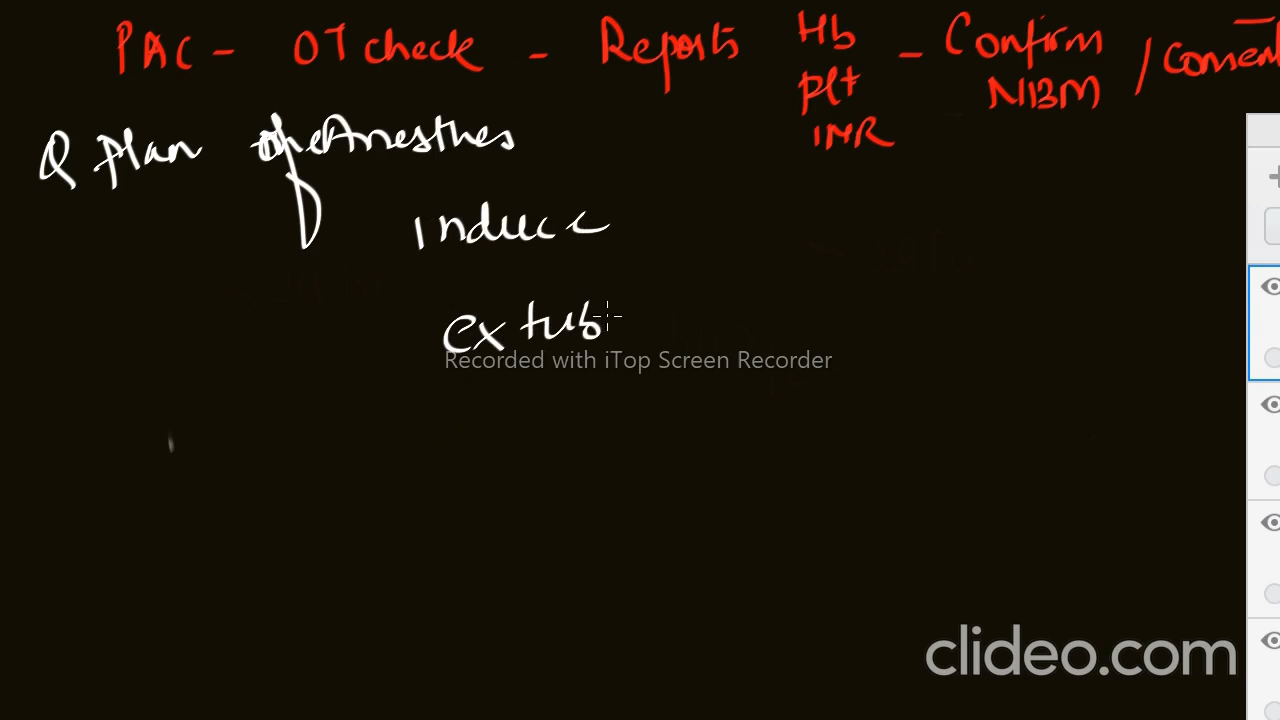 PAC - OT check - Reports Hb - Confirm / Consent
Plt NBM
INR
Q Plan of Anesthes
induce
extub
Recorded with iTop Screen Recorder
clideo.com